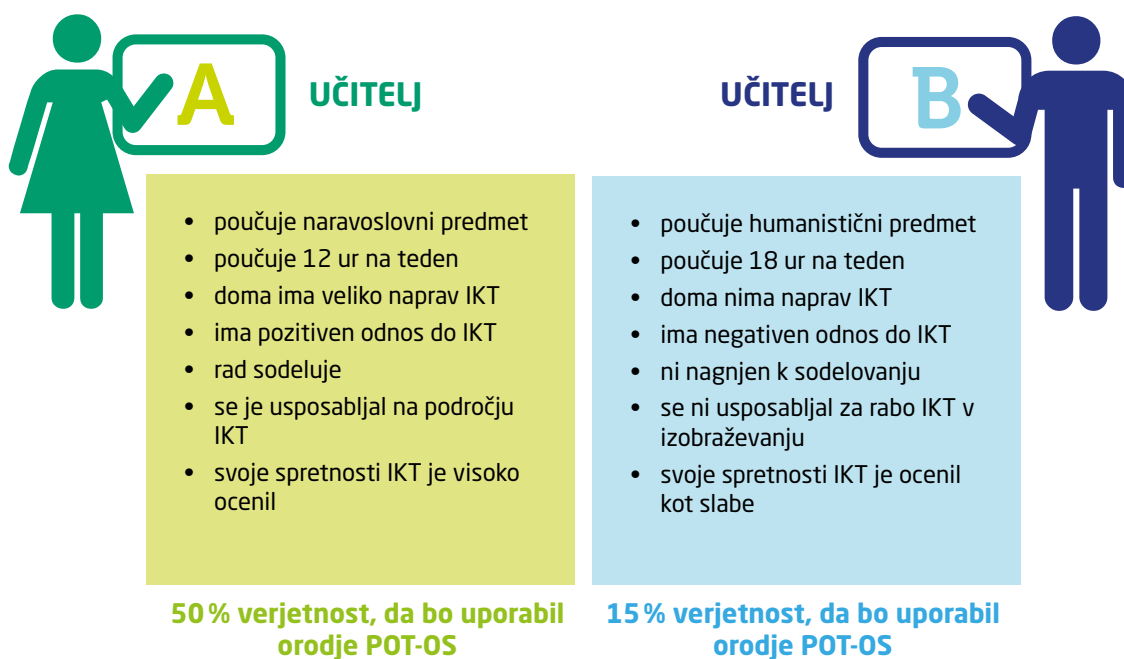 A
UČITELJ
• poučuje naravoslovni predmet
• poučuje 12 ur na teden
• doma ima veliko naprav IKT
• ima pozitiven odnos do IKT
• rad sodeluje
• se je usposabljal na področju
IKT
• svoje spretnosti IKT je visoko
ocenil
50 % verjetnost, da bo uporabil
orodje POT-OS
UČITELJ
B
• poučuje humanistični predmet
• poučuje 18 ur na teden
• doma nima naprav IKT
• ima negativen odnos do IKT
• ni nagnjen k sodelovanju
• se ni usposabljal za rabo IKT v
izobraževanju
• svoje spretnosti IKT je ocenil
kot slabe
15 % verjetnost, da bo uporabil
orodje POT-OS